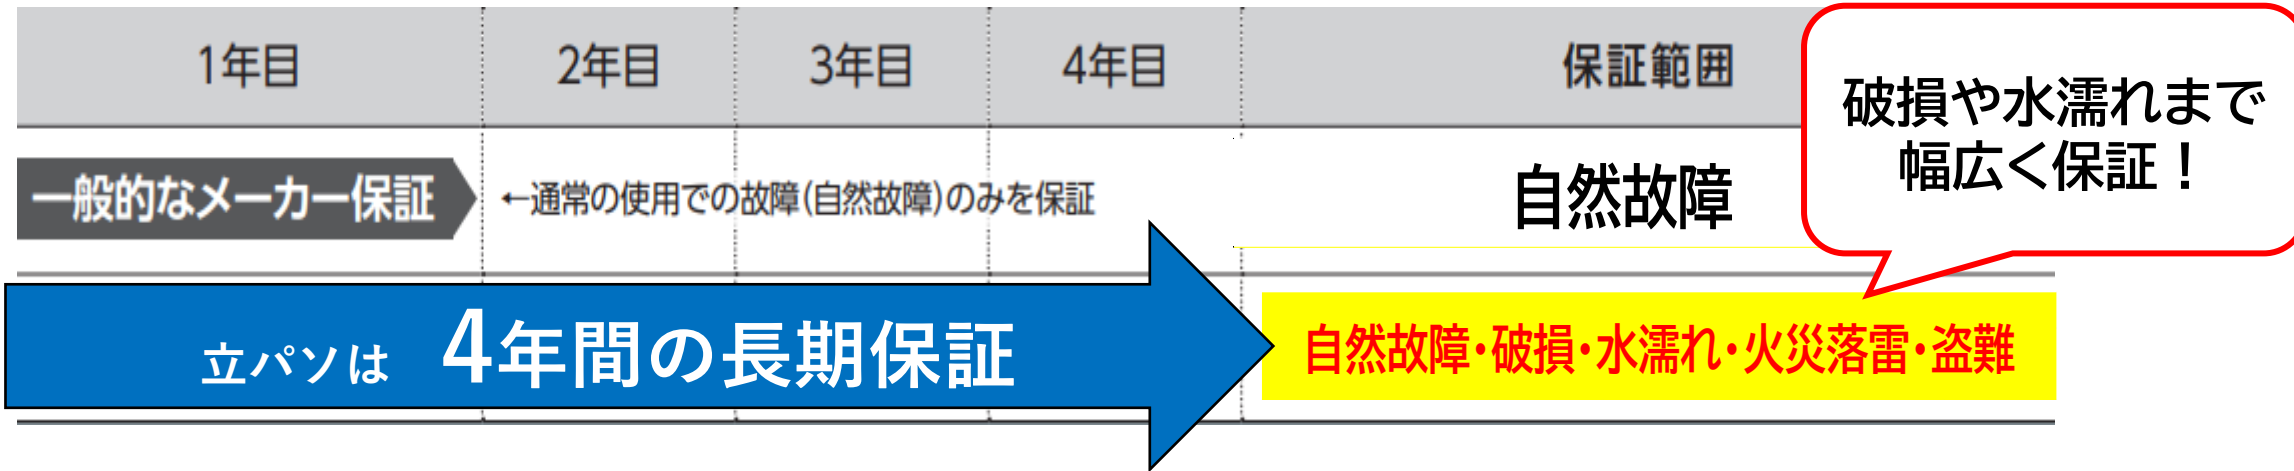 1年目 2年目 3年目 4年目 保証範囲
破損や水濡れまで
幅広く保証！
一般的なメーカー保証 ←通常の使用での故障(自然故障)のみを保証 自然故障
立パソは 4年間の長期保証 自然故障・破損・水濡れ・火災落雷・盗難